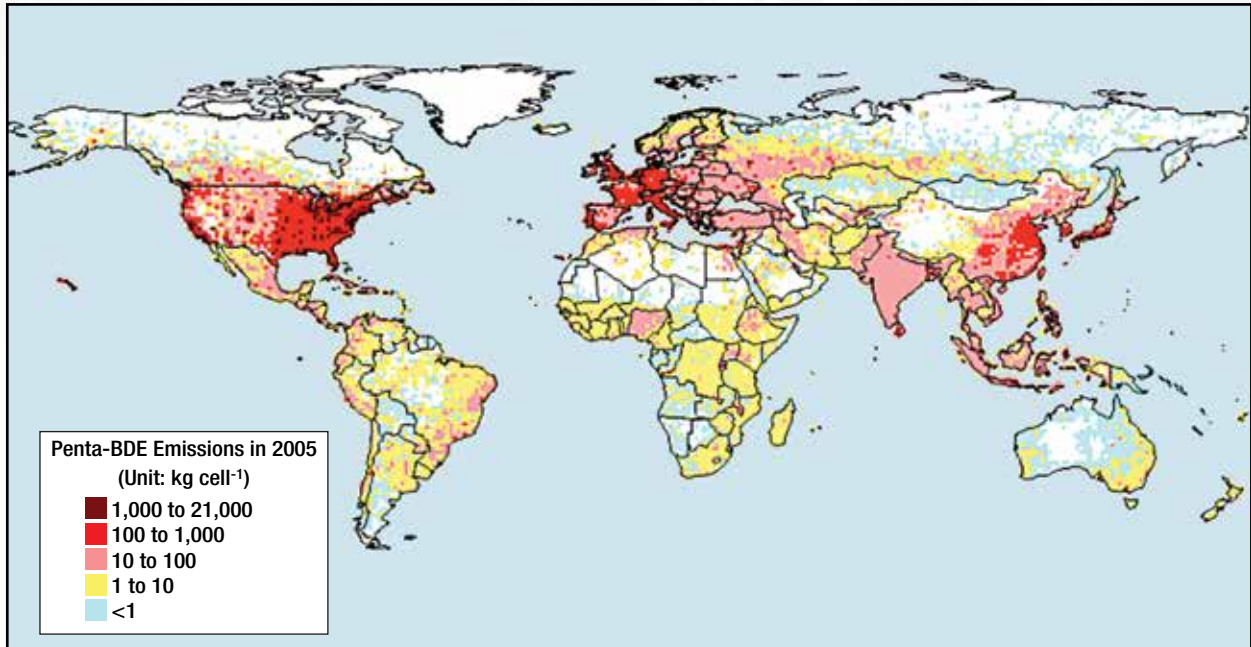 Penta-BDE Emissions in 2005
(Unit: kg cell⁻¹)
1,000 to 21,000
100 to 1,000
10 to 100
1 to 10
<1